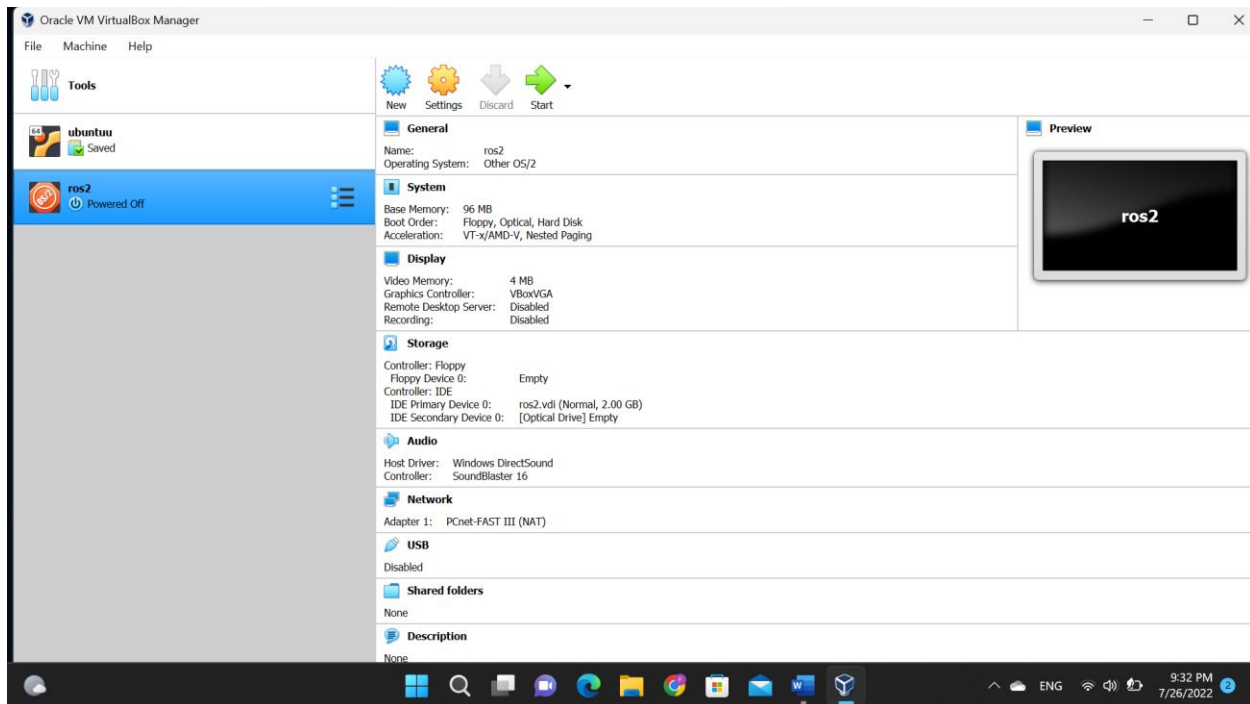 Oracle VM VirtualBox Manager
File Machine Help
Tools
New Settings Discard Start
64 ubuntuu
Saved
ros2
Powered Off
General
Name: ros2
Operating System: Other OS/2
System
Base Memory: 96 MB
Boot Order: Floppy, Optical, Hard Disk
Acceleration: VT-x/AMD-V, Nested Paging
Display
Video Memory: 4 MB
Graphics Controller: VBoxVGA
Remote Desktop Server: Disabled
Recording: Disabled
Storage
Controller: Floppy
Floppy Device 0: Empty
Controller: IDE
IDE Primary Device 0: ros2.vdi (Normal, 2.00 GB)
IDE Secondary Device 0: [Optical Drive] Empty
Audio
Host Driver: Windows DirectSound
Controller: SoundBlaster 16
Network
Adapter 1: PCnet-FAST III (NAT)
USB
Disabled
Shared folders
None
Description
None
Preview
ros2
ENG
9:32 PM
7/26/2022
2